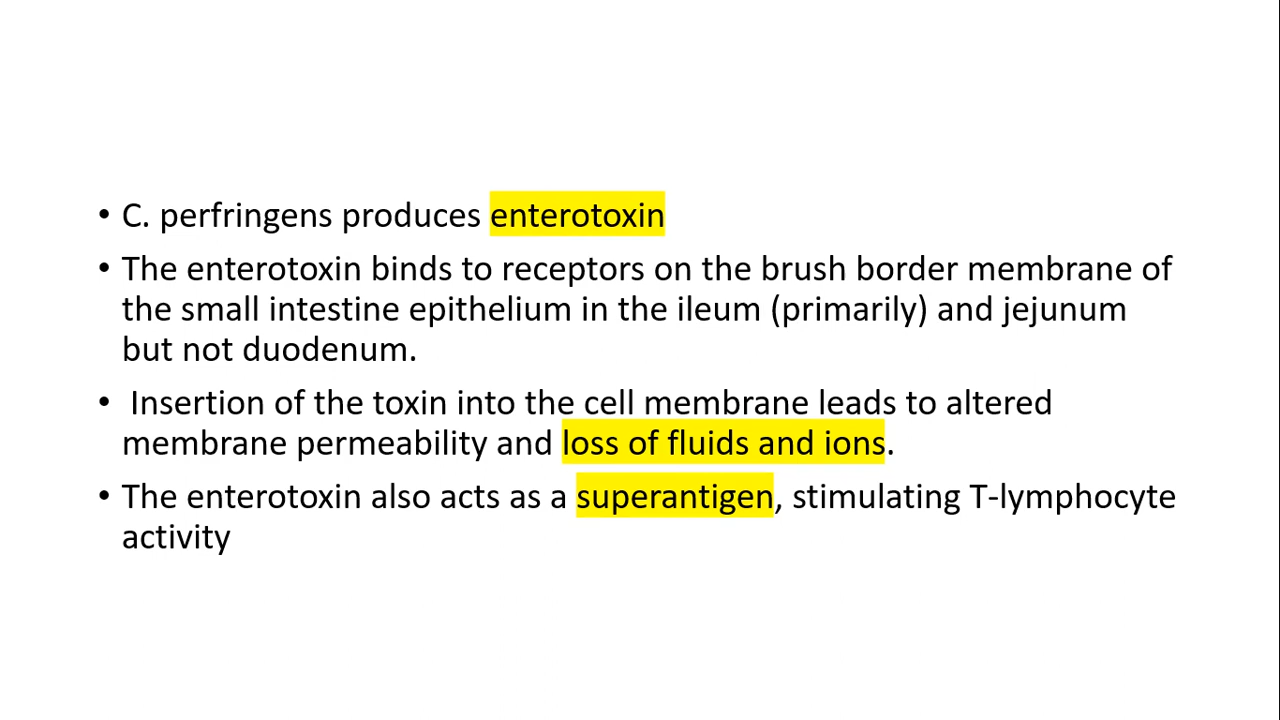 • C. perfringens produces enterotoxin
• The enterotoxin binds to receptors on the brush border membrane of
the small intestine epithelium in the ileum (primarily) and jejunum
but not duodenum.
• Insertion of the toxin into the cell membrane leads to altered
membrane permeability and loss of fluids and ions.
• The enterotoxin also acts as a superantigen, stimulating T-lymphocyte
activity